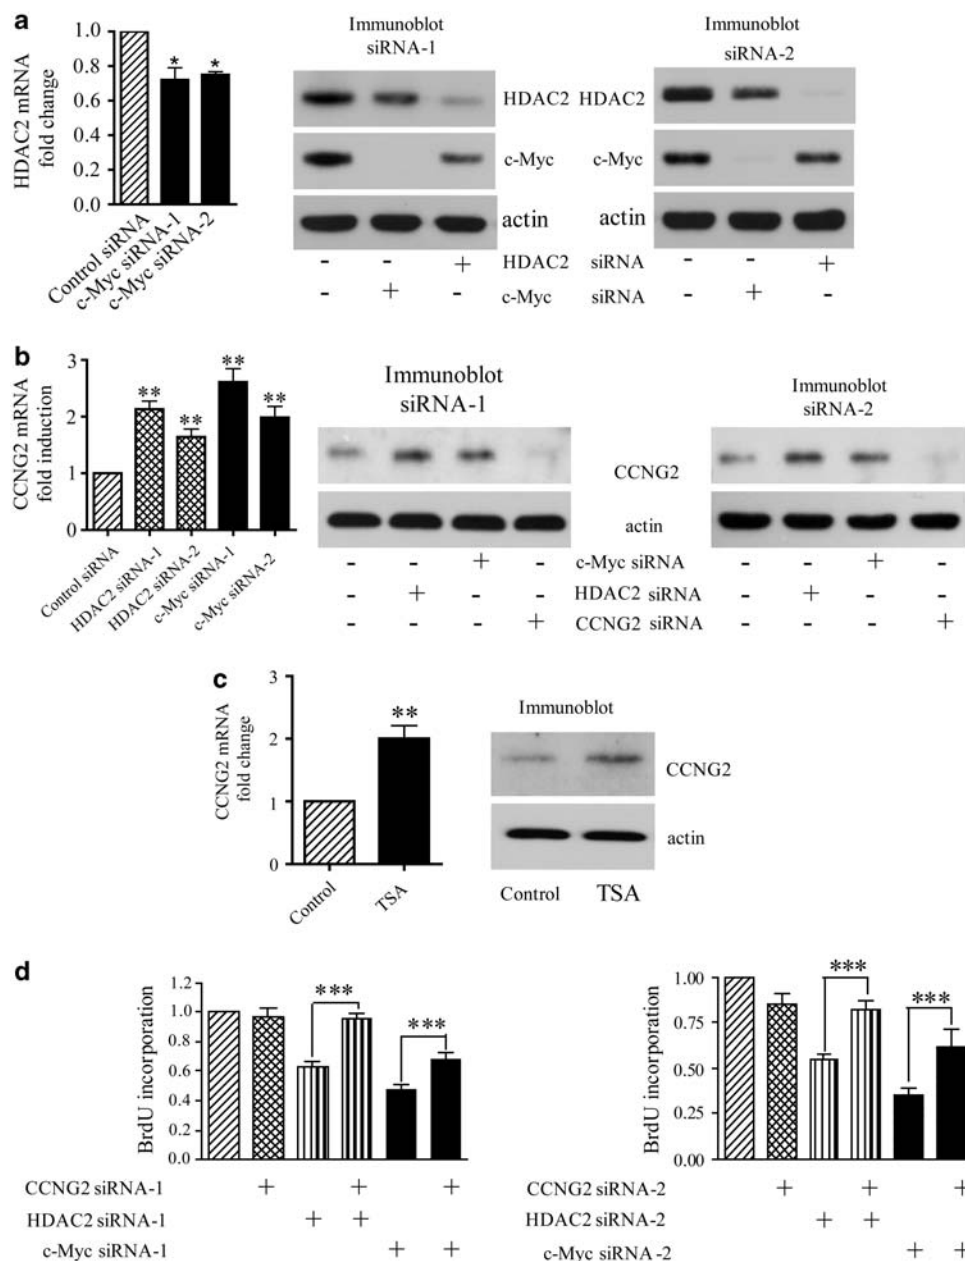 a
HDAC2 mRNA
fold change
1.0
0.8
0.6
0.4
0.2
0.0
* *
Control siRNA
c-Myc siRNA-1
c-Myc siRNA-2
Immunoblot
siRNA-1
Immunoblot
siRNA-2
HDAC2 HDAC2
c-Myc c-Myc
actin actin
- - + HDAC2 siRNA - - +
- + - c-Myc siRNA - + -
b
CCNG2 mRNA
fold induction
3
2
1
0
** ** ** **
Control siRNA
HDAC2 siRNA-1
HDAC2 siRNA-2
c-Myc siRNA-1
c-Myc siRNA-2
Immunoblot
siRNA-1
Immunoblot
siRNA-2
CCNG2
actin
- - + - c-Myc siRNA - - + -
- + - - HDAC2 siRNA - + - -
- - - + CCNG2 siRNA - - - +
c
CCNG2 mRNA
fold change
3
2
1
0
**
Control
TSA
Immunoblot
CCNG2
actin
Control TSA
d
BrdU incorporation
1.2
1.0
0.8
0.6
0.4
0.2
0.0
*** ***
CCNG2 siRNA-1 + + +
HDAC2 siRNA-1 + +
c-Myc siRNA-1 + +
BrdU incorporation
1.00
0.75
0.50
0.25
0.00
*** ***
CCNG2 siRNA-2 + + +
HDAC2 siRNA-2 + +
c-Myc siRNA-2 + +